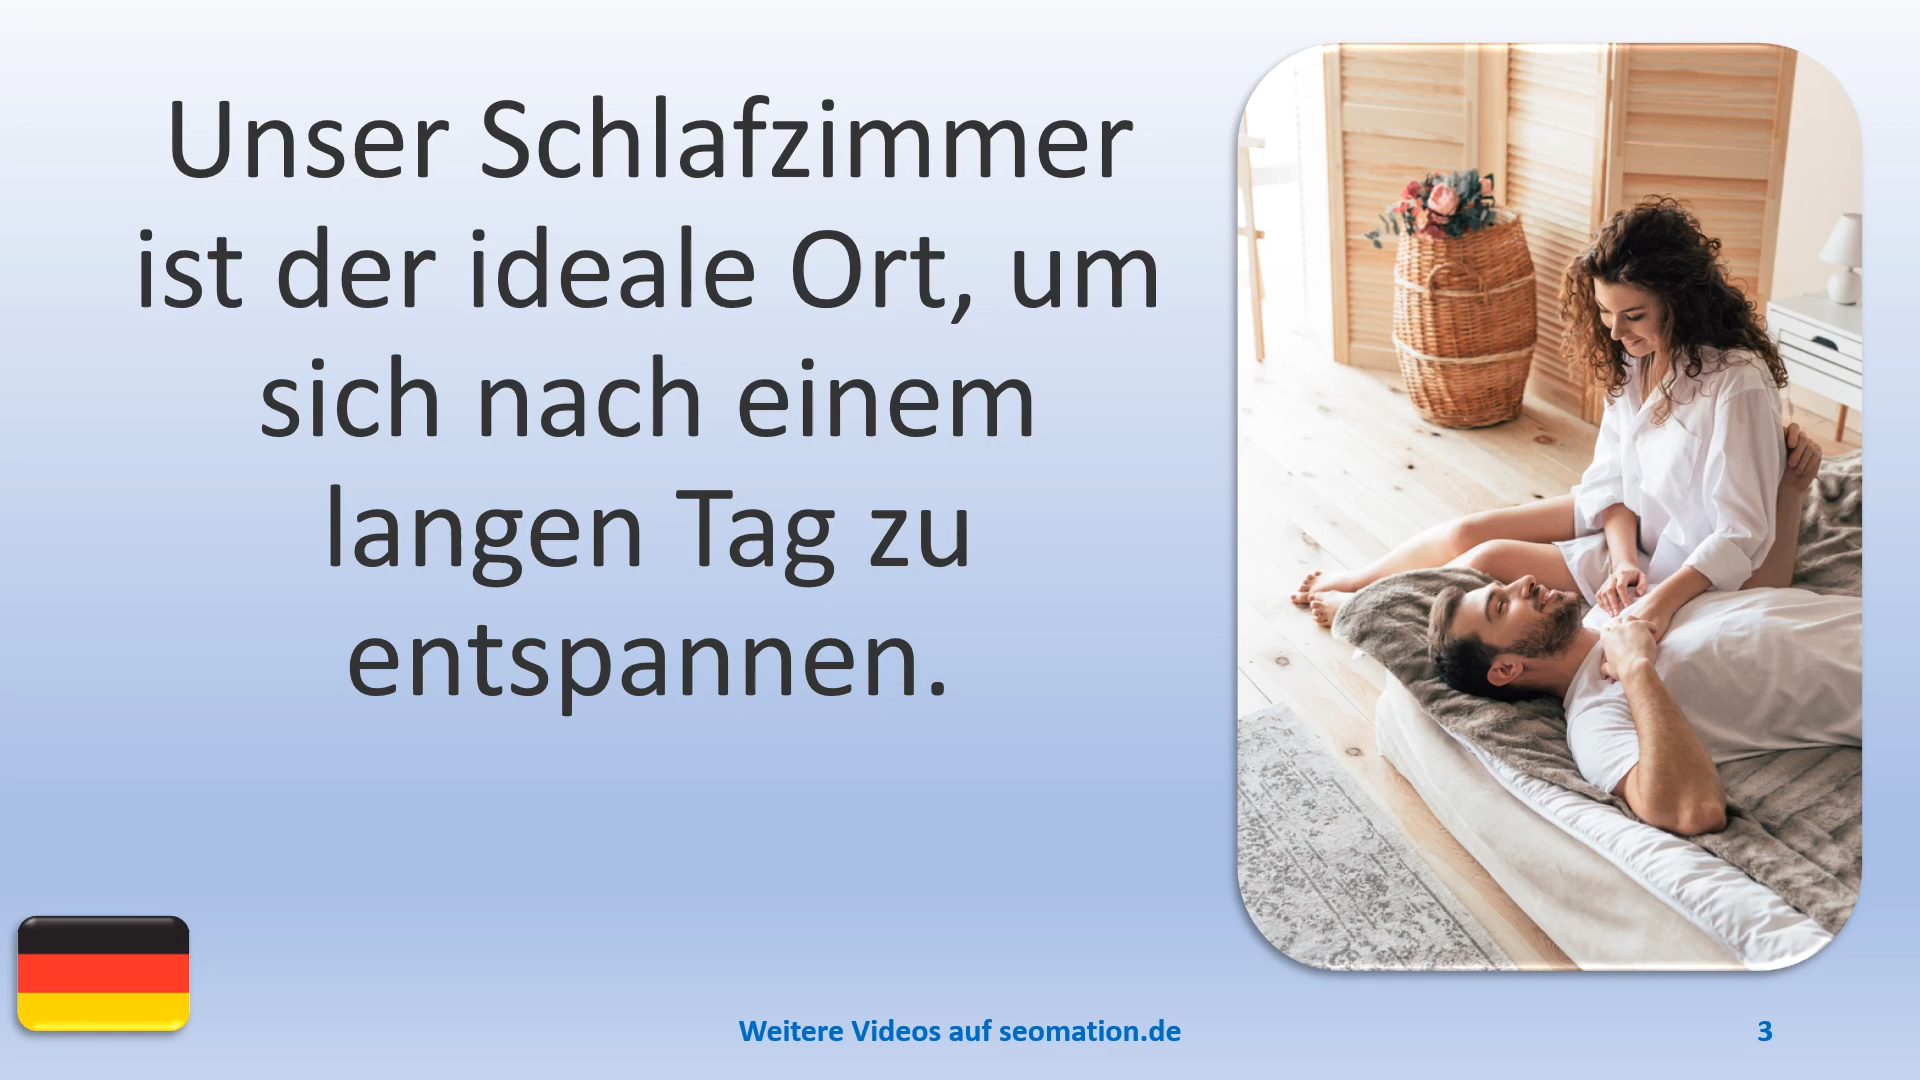 Unser Schlafzimmer
ist der ideale Ort, um
sich nach einem
langen Tag zu
entspannen.
Weitere Videos auf seomation.de
3